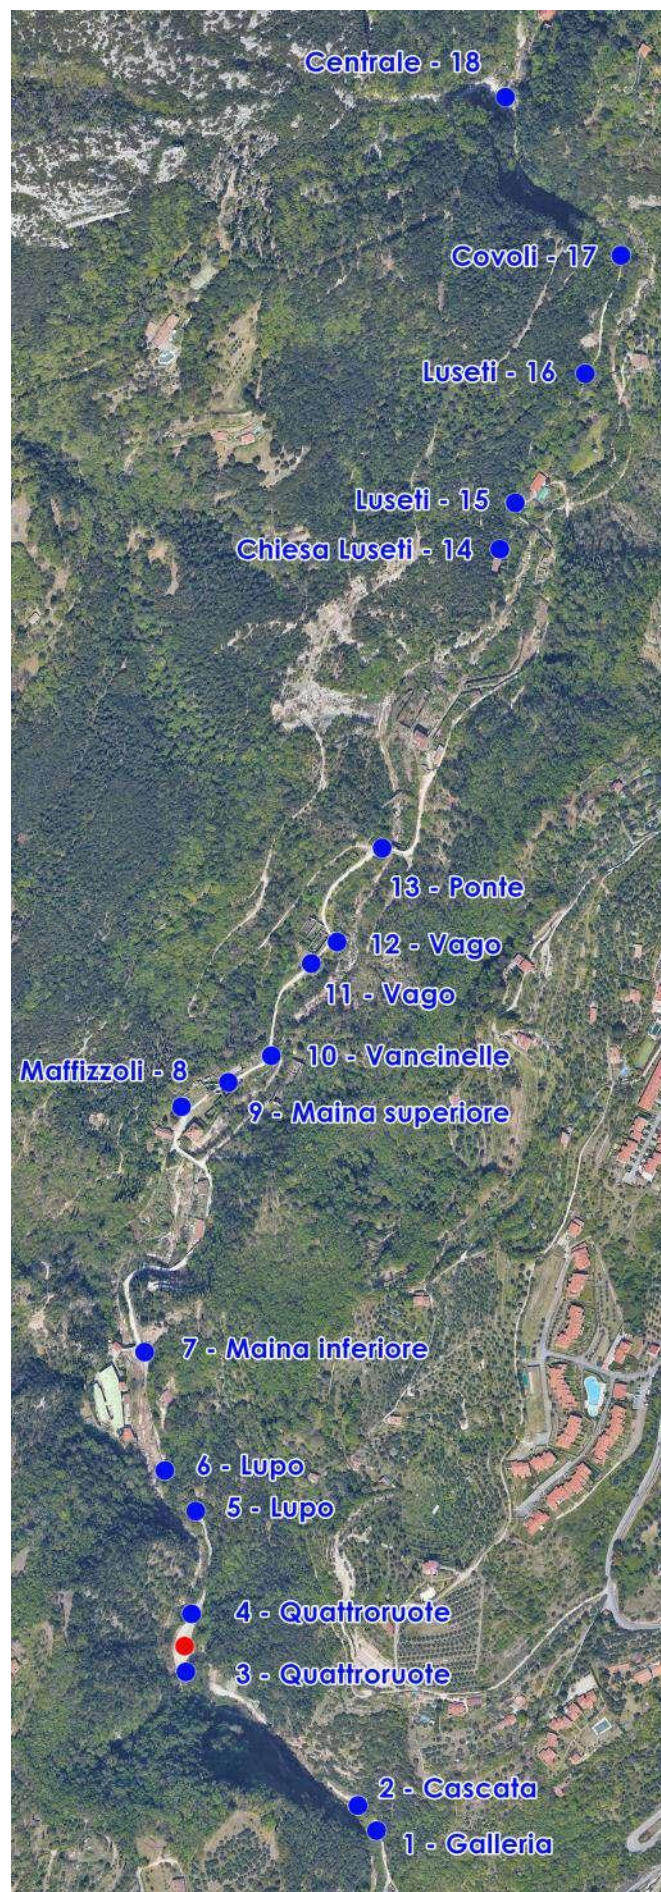 Centrale - 18
Covoli - 17
Luseti - 16
Luseti - 15
Chiesa Luseti - 14
13 - Ponte
12 - Vago
11 - Vago
10 - Vancinelle
Maffizzoli - 8
9 - Maina superiore
7 - Maina inferiore
6 - Lupo
5 - Lupo
4 - Quattroruote
3 - Quattroruote
2 - Cascata
1 - Galleria